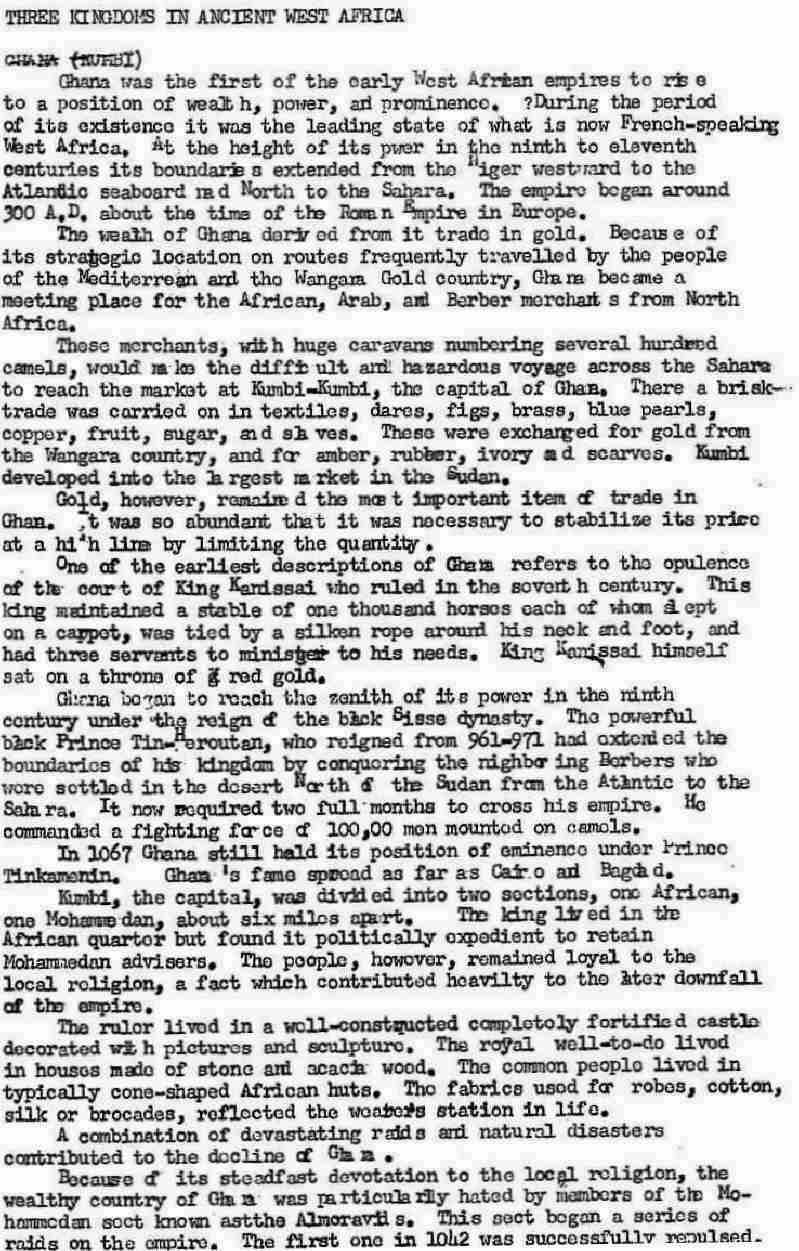 THREE KINGDOMS IN ANCIENT WEST AFRICA
GHANA (KUMBI)
Ghana was the first of the early West African empires to rise
to a position of wealth, power, and prominence. ?During the period
of its existence it was the leading state of what is now French-speaking
West Africa. At the height of its pwer in the ninth to eleventh
centuries its boundaries extended from the Niger westward to the
Atlantic seaboard and North to the Sahara. The empire began around
300 A.D. about the time of the Roman Empire in Europe.
The wealh of Ghana derived from it trade in gold. Because of
its strategic location on routes frequently travelled by the people
of the Mediterrean and the Wangara Gold country, Ghana became a
meeting place for the African, Arab, and Berber merchants from North
Africa.
These merchants, with huge caravans numbering several hundred
camels, would make the difficult and hazardous voyage across the Sahara
to reach the market at Kumbi-Kumbi, the capital of Ghan. There a brisk-
trade was carried on in textiles, dares, figs, brass, blue pearls,
copper, fruit, sugar, and slaves. These were exchanged for gold from
the Wangara country, and for amber, rubber, ivory and scarves. Kumbi
developed into the largest market in the Sudan.
Gold, however, remained the most important item of trade in
Ghan. It was so abundant that it was necessary to stabilize its price
at a hi'h line by limiting the quantity.
One of the earliest descriptions of Ghana refers to the opulence
of the court of King Kanissai who ruled in the seventh century. This
king maintained a stable of one thousand horses each of whom slept
on a carpet, was tied by a silken rope around his neck and foot, and
had three servants to minister to his needs. King Kanissai himself
sat on a throne of red gold.
Ghana began to reach the zenith of its power in the ninth
century under the reign of the black Sisse dynasty. The powerful
black Prince Tin-Heroutan, who reigned from 961-971 had extended the
boundaries of his kingdom by conquering the nighboring Berbers who
were settled in the desert North of the Sudan from the Atlantic to the
Sahara. It now required two full months to cross his empire. He
commanded a fighting force of 100,00 men mounted on camels.
In 1067 Ghana still held its position of eminence under Prince
Tinkamenin. Ghana's fame spread as far as Cairo and Bagdad.
Kumbi, the capital, was divided into two sections, one African,
one Mohammedan, about six miles apart. The king lived in the
African quarter but found it politically expedient to retain
Mohammedan advisers. The people, however, remained loyal to the
local religion, a fact which contributed heavilty to the later downfall
of the empire.
The ruler lived in a well-constructed completely fortified castle
decorated with pictures and sculpture. The royal well-to-do lived
in houses made of stone and acacia wood. The common people lived in
typically cone-shaped African huts. The fabrics used for robes, cotton,
silk or brocades, reflected the weater's station in life.
A combination of devastating raids and natural disasters
contributed to the decline of Ghana.
Because of its steadfast devotation to the local religion, the
wealthy country of Ghana was particularily hated by members of the Mo-
hammedan sect known astthe Almoravids. This sect began a series of
raids on the empire. The first one in 1042 was successfully repulsed.